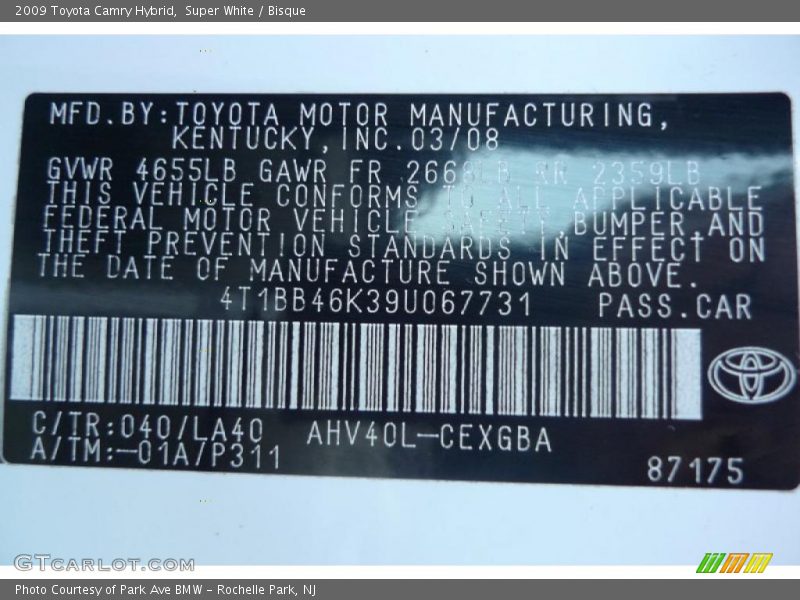 2009 Toyota Camry Hybrid, Super White / Bisque
MFD.BY:TOYOTA MOTOR MANUFACTURING,
KENTUCKY,INC.03/08
GVWR 4655LB GAWR FR 2668LB RR 2359LB
THIS VEHICLE CONFORMS TO ALL APPLICABLE
FEDERAL MOTOR VEHICLE SAFETY,BUMPER,AND
THEFT PREVENTION STANDARDS IN EFFECT ON
THE DATE OF MANUFACTURE SHOWN ABOVE.
4T1BB46K39U067731 PASS.CAR
C/TR:040/LA40 AHV40L-CEXGBA
A/TM:-01A/P311
87175
GTCARLOT.COM
Photo Courtesy of Park Ave BMW - Rochelle Park, NJ